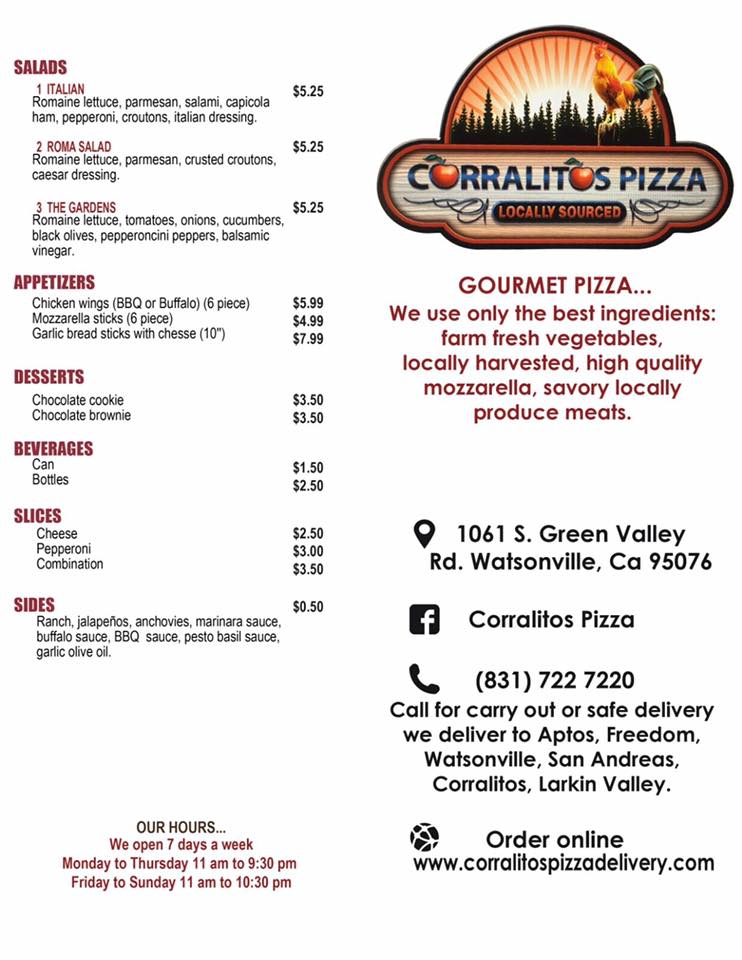 SALADS
1 ITALIAN $5.25
Romaine lettuce, parmesan, salami, capicola
ham, pepperoni, croutons, italian dressing.
2 ROMA SALAD $5.25
Romaine lettuce, parmesan, crusted croutons,
caesar dressing.
3 THE GARDENS $5.25
Romaine lettuce, tomatoes, onions, cucumbers,
black olives, pepperoncini peppers, balsamic
vinegar.
APPETIZERS
Chicken wings (BBQ or Buffalo) (6 piece) $5.99
Mozzarella sticks (6 piece) $4.99
Garlic bread sticks with chesse (10") $7.99
DESSERTS
Chocolate cookie $3.50
Chocolate brownie $3.50
BEVERAGES
Can $1.50
Bottles $2.50
SLICES
Cheese $2.50
Pepperoni $3.00
Combination $3.50
SIDES $0.50
Ranch, jalapeños, anchovies, marinara sauce,
buffalo sauce, BBQ sauce, pesto basil sauce,
garlic olive oil.
OUR HOURS...
We open 7 days a week
Monday to Thursday 11 am to 9:30 pm
Friday to Sunday 11 am to 10:30 pm
CORRALITOS PIZZA
LOCALLY SOURCED
GOURMET PIZZA...
We use only the best ingredients:
farm fresh vegetables,
locally harvested, high quality
mozzarella, savory locally
produce meats.
1061 S. Green Valley
Rd. Watsonville, Ca 95076
Corralitos Pizza
(831) 722 7220
Call for carry out or safe delivery
we deliver to Aptos, Freedom,
Watsonville, San Andreas,
Corralitos, Larkin Valley.
Order online
www.corralitospizzadelivery.com